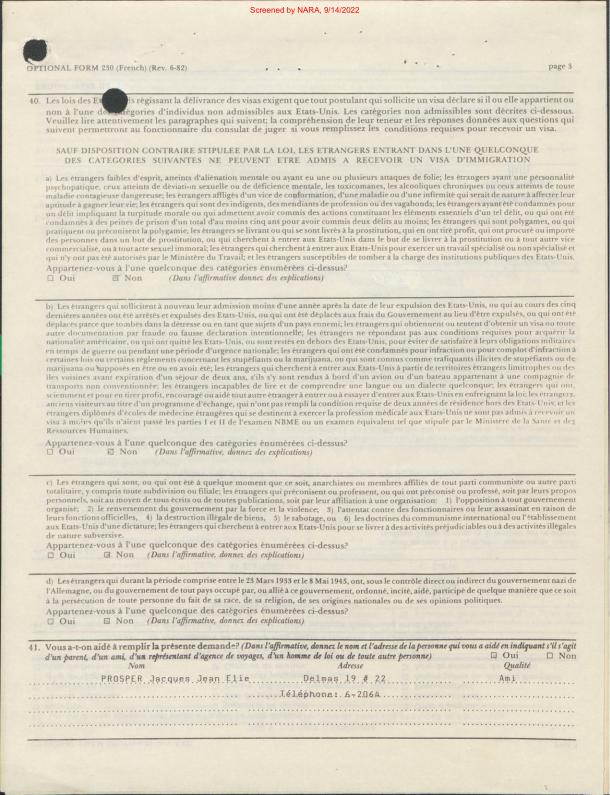 Screened by NARA, 9/14/2022
OPTIONAL FORM 230 (French) (Rev. 6-82)
page 3
40. Les lois des Et is régissant la délivrance des visas exigent que tout postulant qui sollicite un visa déclare si il ou elle appartient ou
non à l'une des catégories d'individus non admissibles aux Etats-Unis. Les catégories non admissibles sont décrites ci-dessous.
Veuillez lire attentivement les paragraphes qui suivent; la compréhension de leur teneur et les réponses données aux questions qui
suivent permettront au fonctionnaire du consulat de juger si vous remplissez les conditions requises pour recevoir un visa.
SAUF DISPOSITION CONTRAIRE STIPULEE PAR LA LOI, LES ETRANGERS ENTRANT DANS L'UNE QUELCONQUE
DES CATEGORIES SUIVANTES NE PEUVENT ETRE ADMIS A RECEVOIR UN VISA D'IMMIGRATION
a) Les étrangers faibles d'esprit, atteints d'aliénation mentale ou ayant eu une ou plusieurs attaques de folie; les étrangers ayant une personnalité
psychopatique, ceux atteints de déviation sexuelle ou de déficience mentale, les toxicomanes, les alcooliques chroniques ou ceux atteints de toute
maladie contagieuse dangereuse; les étrangers affligés d'un vice de conformation, d'une maladie ou d'une infirmité qui serait de nature à affecter leur
aptitude à gagner leur vie; les étrangers qui sont des indigents, des mendiants de profession ou des vagabonds; les étrangers ayant été condamnés pour
un délit impliquant la turpitude morale ou qui admettent avoir commis des actions constituant les éléments essentiels d'un tel délit, ou qui ont été
condamnés à des peines de prison d'un total d'au moins cinq ans pour avoir commis deux délits au moins; les étrangers qui sont polygames, ou qui
pratiquent ou préconisent la polygamie; les étrangers se livrant ou qui se sont livrés à la prostitution, qui en ont tiré profit, qui ont procuré ou importé
des personnes dans un but de prostitution, ou qui cherchent à entrer aux Etats-Unis dans le but de se livrer à la prostitution ou à tout autre vice
commercialisé, ou à tout acte sexuel immoral; les étrangers qui cherchent à entrer aux Etats-Unis pour exercer un travail spécialisé ou non spécialisé et
qui n'y ont pas été autorisés par le Ministère du Travail; et les étrangers susceptibles de tomber à la charge des institutions publiques des Etats-Unis.
Appartenez-vous à l'une quelconque des catégories énumérées ci-dessus?
☐ Oui ☒ Non (Dans l'affirmative donnez des explications)
b) Les étrangers qui sollicitent à nouveau leur admission moins d'une année après la date de leur expulsion des Etats-Unis, ou qui au cours des cinq
dernières années ont été arrêtés et expulsés des Etats-Unis, ou qui ont été déplacés aux frais du Gouvernement au lieu d'être expulsés, ou qui ont été
déplacés parce que tombés dans la détresse ou en tant que sujets d'un pays ennemi; les étrangers qui obtiennent ou tentent d'obtenir un visa ou toute
autre documentation par fraude ou fausse déclaration intentionnelle; les étrangers ne répondant pas aux conditions requises pour acquérir la
nationalité américaine, ou qui ont quitté les Etats-Unis, ou sont restés en dehors des Etats-Unis, pour éviter de satisfaire à leurs obligations militaires
en temps de guerre ou pendant une période d'urgence nationale; les étrangers qui ont été condamnés pour infraction ou pour complot d'infraction à
certaines lois ou certains règlements concernant les stupéfiants ou la marijuana, ou qui sont connus comme trafiquants illicites de stupéfiants ou de
marijuana ou supposés en être ou en avoir été; les étrangers qui cherchent à entrer aux Etats-Unis à partir de territoires étrangers limitrophes ou des
îles voisines avant expiration d'un séjour de deux ans, s'ils s'y sont rendus à bord d'un avion ou d'un bateau appartenant à une compagnie de
transports non conventionnée; les étrangers incapables de lire et de comprendre une langue ou un dialecte quelconque; les étrangers qui ont,
sciemment et pour en tirer profit, encouragé ou aidé tout autre étranger à entrer ou à essayer d'entrer aux Etats-Unis en enfreignant la loi; les étrangers,
anciens visiteurs au titre d'un programme d'échange, qui n'ont pas rempli la condition requise de deux années de résidence hors des Etats-Unis; et les
étrangers diplômés d'écoles de médecine étrangères qui se destinent à exercer la profession médicale aux Etats-Unis ne sont pas admis à recevoir un
visa à moins qu'ils n'aient passé les parties I et II de l'examen NBME ou un examen équivalent tel que stipulé par le Ministère de la Santé et des
Ressources Humaines.
Appartenez-vous à l'une quelconque des catégories énumérées ci-dessus?
☐ Oui ☒ Non (Dans l'affirmative, donnez des explications)
c) Les étrangers qui sont, ou qui ont été à quelque moment que ce soit, anarchistes ou membres affiliés de tout parti communiste ou autre parti
totalitaire, y compris toute subdivision ou filiale; les étrangers qui préconisent ou professent, ou qui ont préconisé ou professé, soit par leurs propos
personnels, soit au moyen de tous écrits ou de toutes publications, soit par leur affiliation à une organisation: 1) l'opposition à tout gouvernement
organisé; 2) le renversement du gouvernement par la force et la violence; 3) l'attentat contre des fonctionnaires ou leur assassinat en raison de
leurs fonctions officielles, 4) la destruction illégale de biens, 5) le sabotage, ou 6) les doctrines du communisme international ou l'établissement
aux Etats-Unis d'une dictature; les étrangers qui cherchent à entrer aux Etats-Unis pour se livrer à des activités préjudiciables ou à des activités illégales
de nature subversive.
Appartenez-vous à l'une quelconque des catégories énumérées ci-dessus?
☐ Oui ☒ Non (Dans l'affirmative, donnez des explications)
d) Les étrangers qui durant la période comprise entre le 23 Mars 1933 et le 8 Mai 1945, ont, sous le contrôle direct ou indirect du gouvernement nazi de
l'Allemagne, ou du gouvernement de tout pays occupé par, ou allié à ce gouvernement, ordonné, incité, aidé, participé de quelque manière que ce soit
à la persécution de toute personne du fait de sa race, de sa religion, de ses origines nationales ou de ses opinions politiques.
Appartenez-vous à l'une quelconque des catégories énumérées ci-dessus?
☐ Oui ☒ Non (Dans l'affirmative, donnez des explications)
41. Vous a-t-on aidé à remplir la présente demande? (Dans l'affirmative, donnez le nom et l'adresse de la personne qui vous a aidé en indiquant s'il s'agit
d'un parent, d'un ami, d'un représentant d'agence de voyages, d'un homme de loi ou de toute autre personne) ☒ Oui ☐ Non
Nom Adresse Qualité
PROSPER Jacques Jean Elie Delmas 19 # 22 Ami
Téléphone: 6-2064